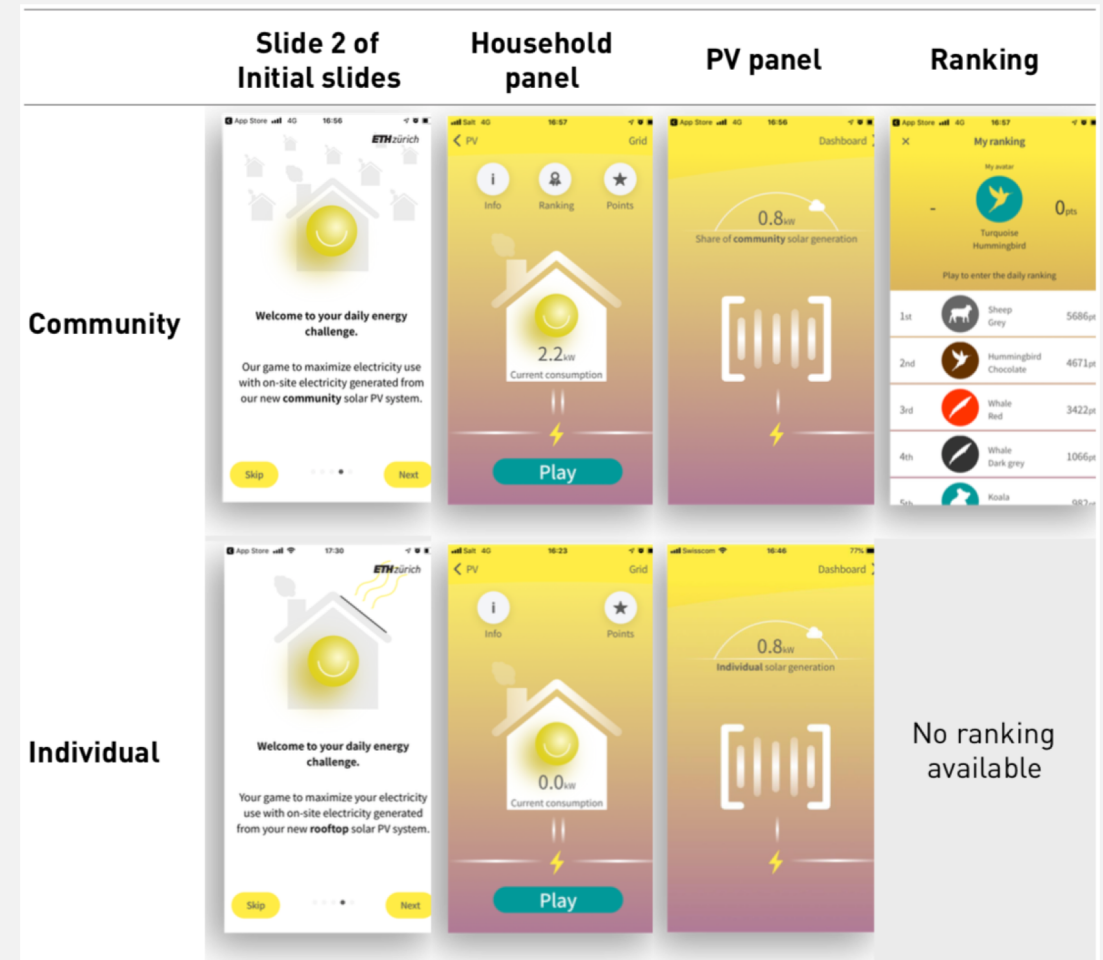 Slide 2 of
Initial slides
Household
panel
PV panel
Ranking
Community
App Store 4G 16:56
ETH zürich
Welcome to your daily energy
challenge.
Our game to maximize electricity use
with on-site electricity generated from
our new community solar PV system.
Skip
Next
Salt 4G 16:57
PV
Grid
i
Info
Ranking
Points
2.2kW
Current consumption
Play
App Store 4G 16:56
Dashboard
0.8kW
Share of community solar generation
App Store 4G 16:57
× My ranking
My avatar
- 0pts
Turquoise
Hummingbird
Play to enter the daily ranking
1st Sheep Grey 5686pt
2nd Hummingbird Chocolate 4671pt
3rd Whale Red 3422pt
4th Whale Dark grey 1066pt
5th Koala 982pt
Individual
App Store 17:30
ETH zürich
Welcome to your daily energy
challenge.
Your game to maximize your electricity
use with on-site electricity generated
from your new rooftop solar PV system.
Skip
Next
Salt 4G 16:23
PV
Grid
i
Info
Points
0.0kW
Current consumption
Play
Swisscom 16:46 77%
Dashboard
0.8kW
Individual solar generation
No ranking
available